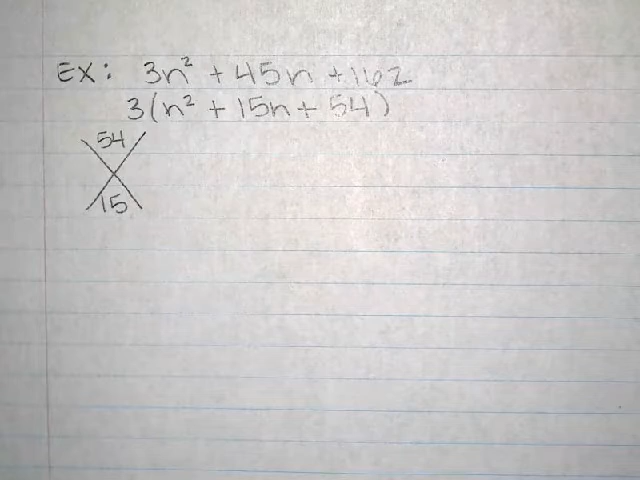 EX: 3n² + 45n + 162
3(n² + 15n + 54)
54
15